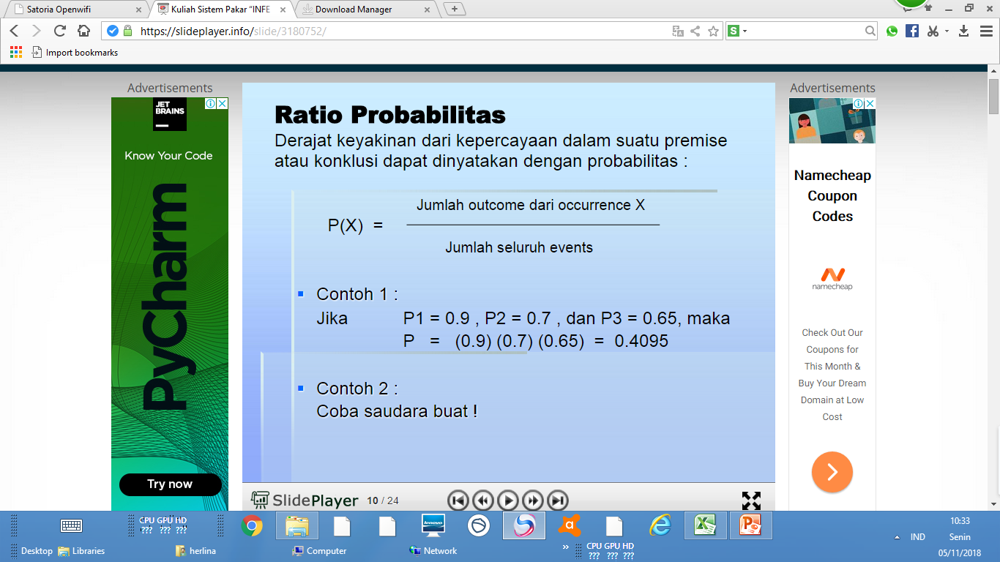 Satoria Openwifi
Kuliah Sistem Pakar “INFE
Download Manager
https://slideplayer.info/slide/3180752/
S
Import bookmarks
Advertisements
JET
BRAINS
Know Your Code
PyCharm
Try now
Ratio Probabilitas
Derajat keyakinan dari kepercayaan dalam suatu premise
atau konklusi dapat dinyatakan dengan probabilitas :
Jumlah outcome dari occurrence X
P(X) =
Jumlah seluruh events
Contoh 1 :
Jika P1 = 0.9 , P2 = 0.7 , dan P3 = 0.65, maka
P = (0.9) (0.7) (0.65) = 0.4095
Contoh 2 :
Coba saudara buat !
SlidePlayer 10 / 24
Advertisements
Namecheap
Coupon
Codes
namecheap
Check Out Our
Coupons for
This Month &
Buy Your Dream
Domain at Low
Cost
CPU GPU HD
??? ??? ???
lenovo
10:33
IND Senin
05/11/2018
Desktop Libraries herlina Computer Network » CPU GPU HD
??? ??? ???